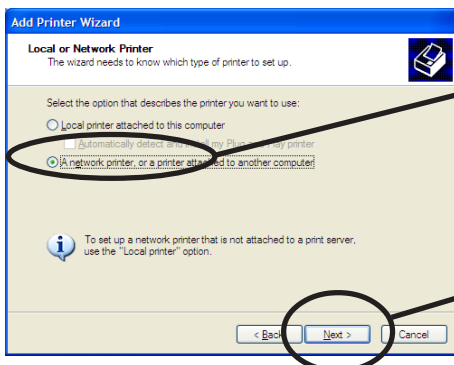 Add Printer Wizard
Local or Network Printer
The wizard needs to know which type of printer to set up.
Select the option that describes the printer you want to use:
Local printer attached to this computer
Automatically detect and install my Plug and Play printer
A network printer, or a printer attached to another computer
To set up a network printer that is not attached to a print server,
use the "Local printer" option.
< Back
Next >
Cancel